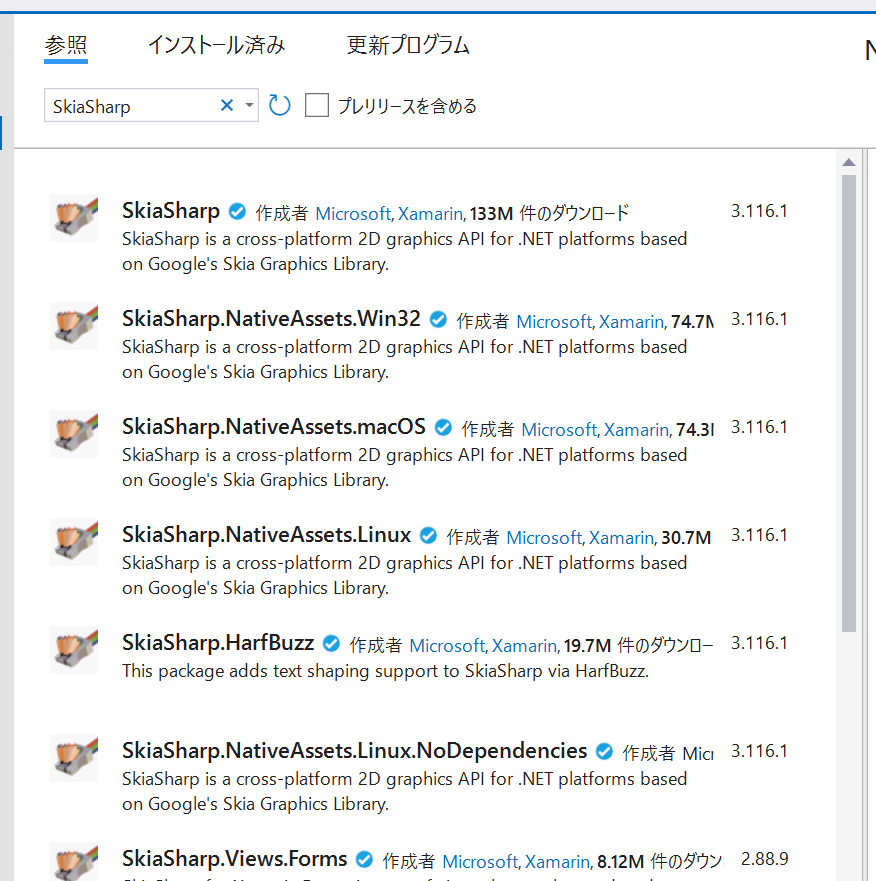 参照 インストール済み 更新プログラム
SkiaSharp プレリリースを含める
SkiaSharp 作成者 Microsoft, Xamarin, 133M 件のダウンロード 3.116.1
SkiaSharp is a cross-platform 2D graphics API for .NET platforms based
on Google's Skia Graphics Library.
SkiaSharp.NativeAssets.Win32 作成者 Microsoft, Xamarin, 74.7M 3.116.1
SkiaSharp is a cross-platform 2D graphics API for .NET platforms based
on Google's Skia Graphics Library.
SkiaSharp.NativeAssets.macOS 作成者 Microsoft, Xamarin, 74.3 3.116.1
SkiaSharp is a cross-platform 2D graphics API for .NET platforms based
on Google's Skia Graphics Library.
SkiaSharp.NativeAssets.Linux 作成者 Microsoft, Xamarin, 30.7M 3.116.1
SkiaSharp is a cross-platform 2D graphics API for .NET platforms based
on Google's Skia Graphics Library.
SkiaSharp.HarfBuzz 作成者 Microsoft, Xamarin, 19.7M 件のダウンロー 3.116.1
This package adds text shaping support to SkiaSharp via HarfBuzz.
SkiaSharp.NativeAssets.Linux.NoDependencies 作成者 Micr 3.116.1
SkiaSharp is a cross-platform 2D graphics API for .NET platforms based
on Google's Skia Graphics Library.
SkiaSharp.Views.Forms 作成者 Microsoft, Xamarin, 8.12M 件のダウン 2.88.9